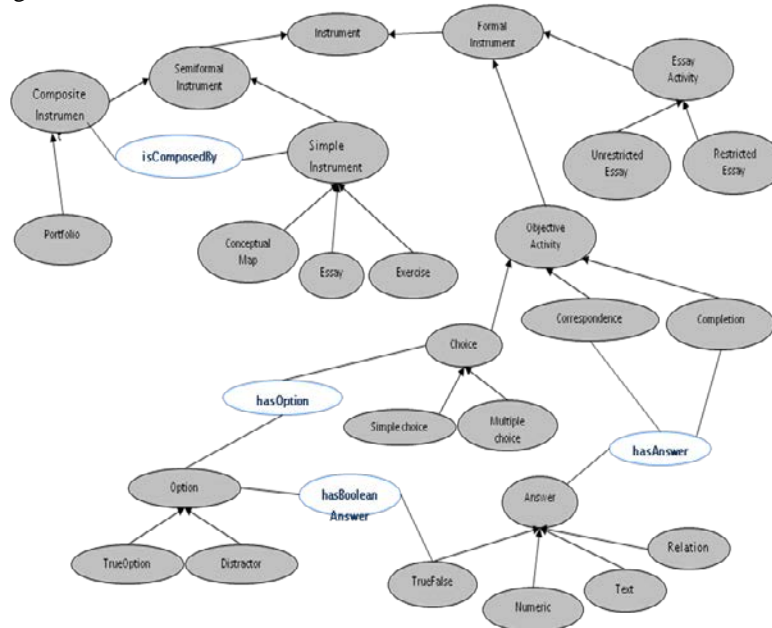 Instrument
Formal
Instrument
Semiformal
Instrument
Essay
Activity
Composite
Instrumen
isComposedBy
Simple
Instrument
Unrestricted
Essay
Restricted
Essay
Portfolio
Conceptual
Map
Essay
Exercise
Objective
Activity
Correspondence
Completion
Choice
hasOption
Simple choice
Multiple
choice
hasAnswer
Option
hasBoolean
Answer
Answer
TrueOption
Distractor
TrueFalse
Numeric
Text
Relation